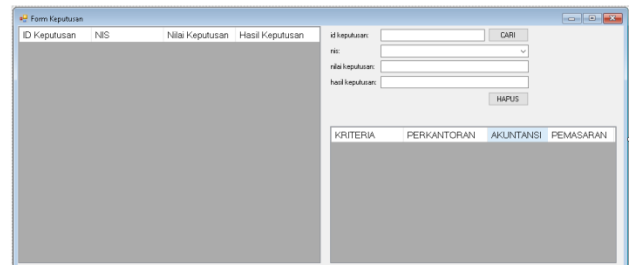 Form Keputusan
ID Keputusan NIS Nilai Keputusan Hasil Keputusan
id keputusan: CARI
nis:
nilai keputusan:
hasil keputusan:
HAPUS
KRITERIA PERKANTORAN AKUNTANSI PEMASARAN